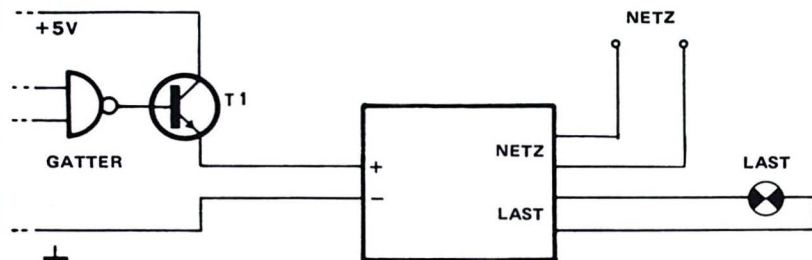 NETZ
+5V
T1
GATTER
NETZ
LAST
+
−
LAST